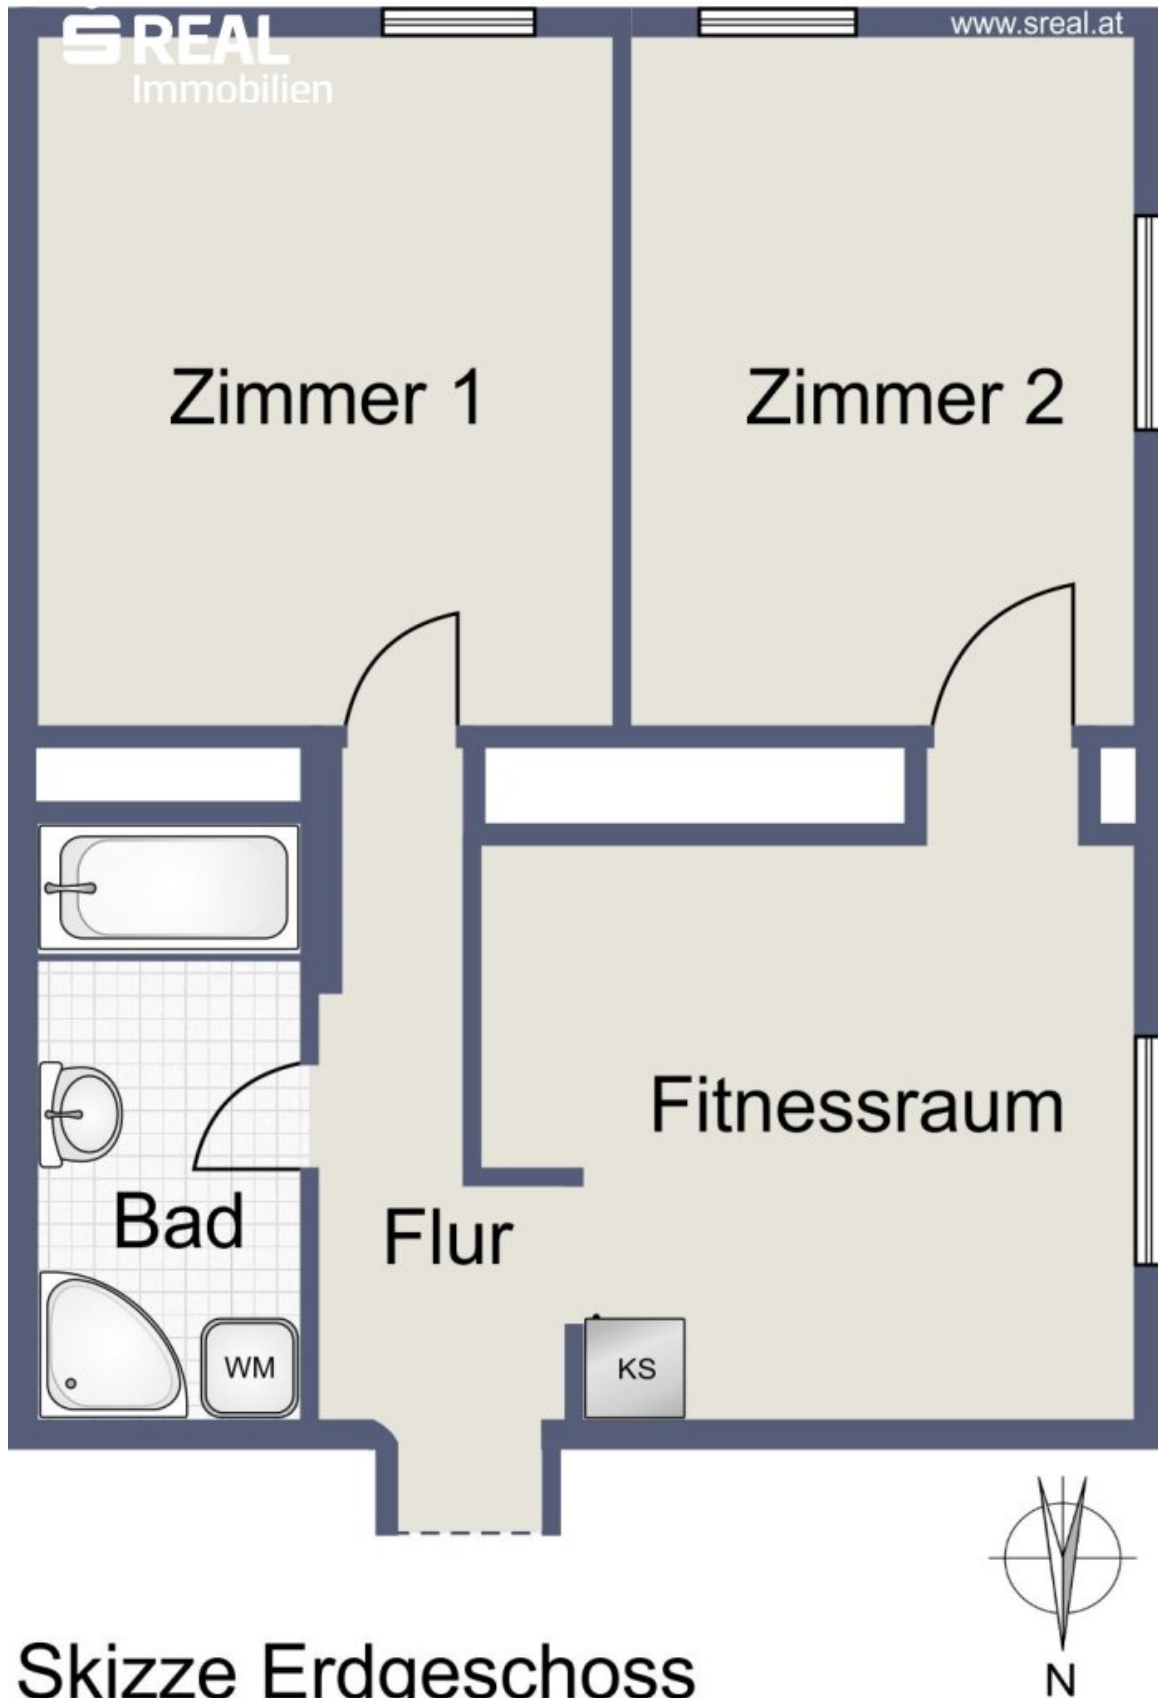 S REAL
Immobilien
www.sreal.at
Zimmer 1
Zimmer 2
Fitnessraum
Bad
Flur
WM
KS
N
Skizze Erdgeschoss